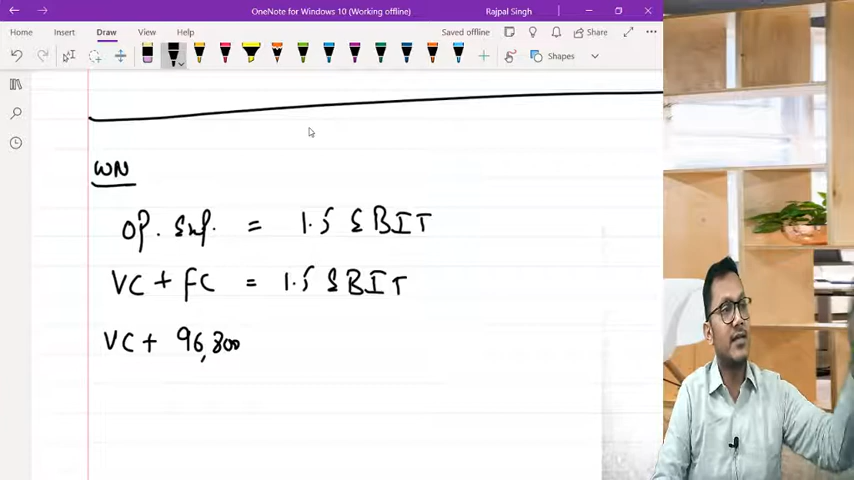 OneNote for Windows 10 (Working offline)
Rajpal Singh
Home Insert Draw View Help
Saved offline
Share
Shapes
WN
Op. Exp. = 1.5 EBIT
VC + FC = 1.5 EBIT
VC + 96,800